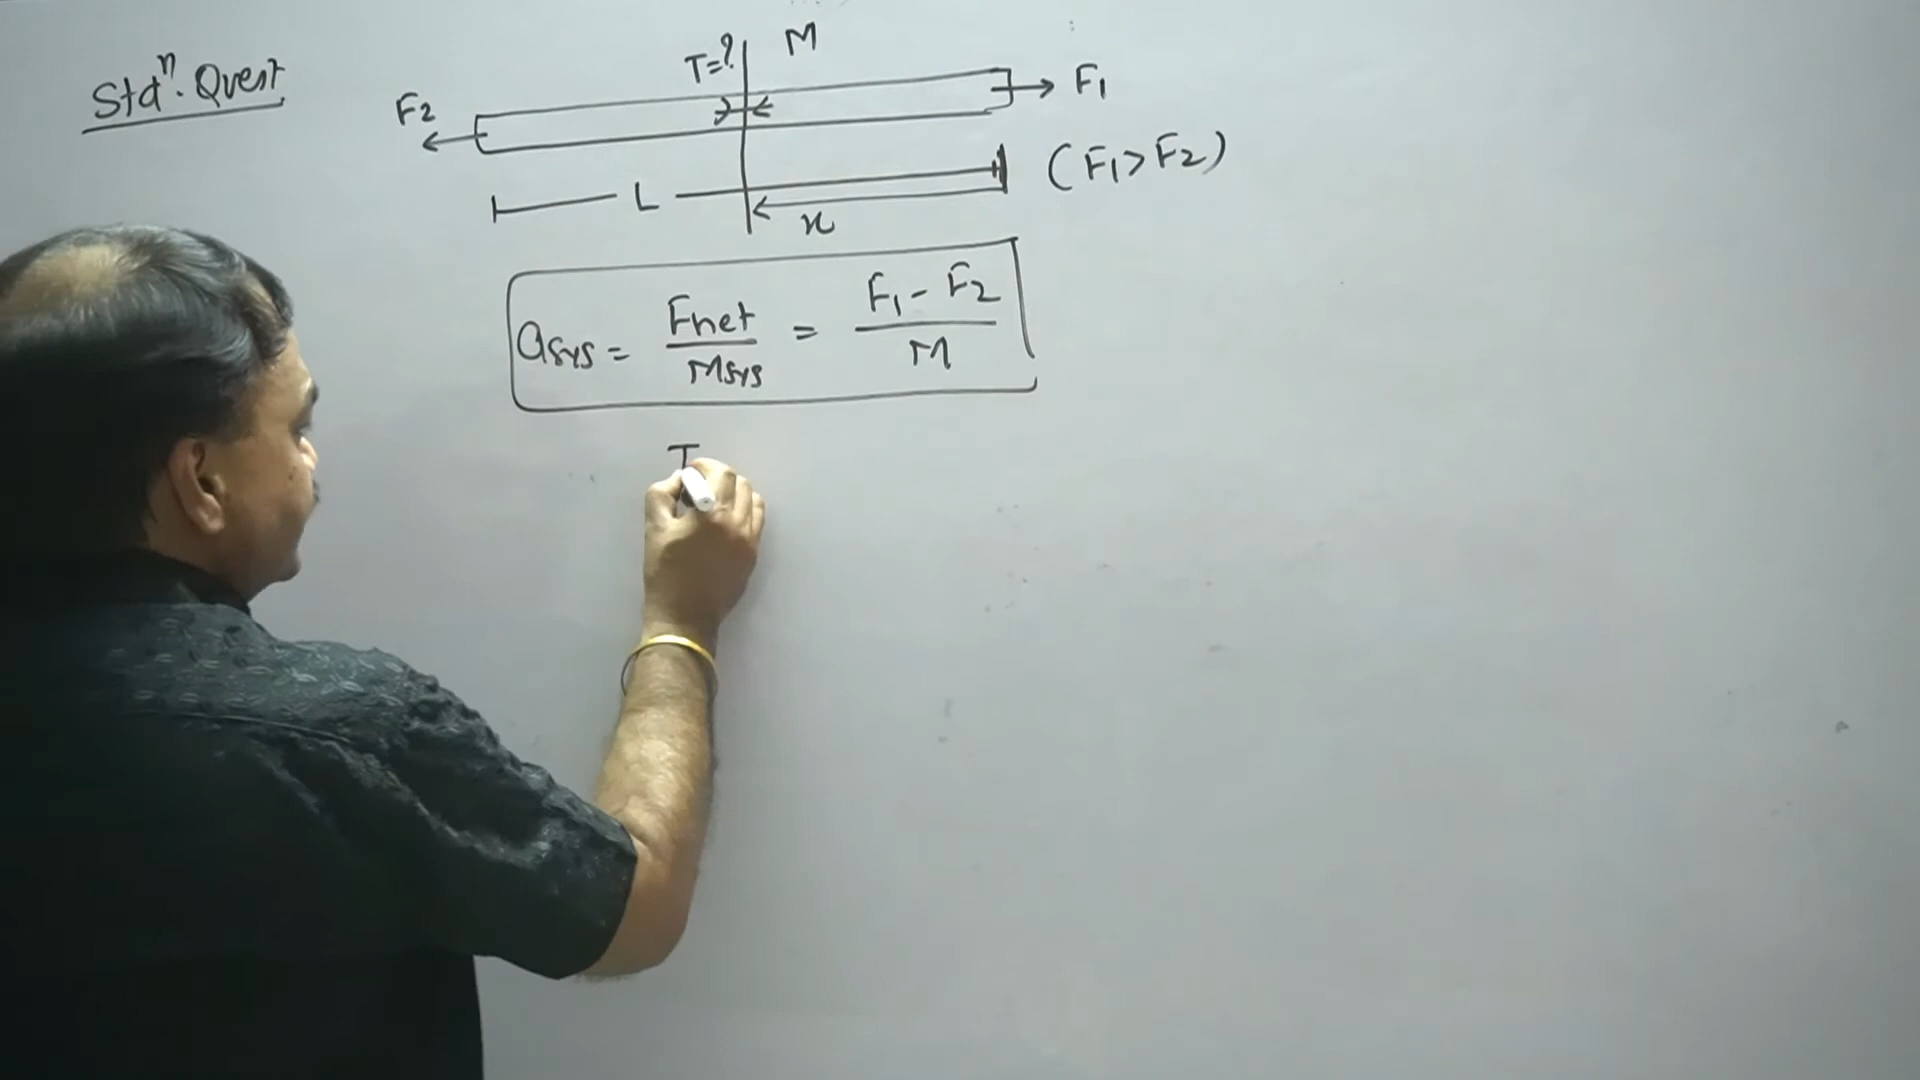 Stdⁿ. Quest
T=? M
F2 F1
L x (F1>F2)
asys = Fnet/Msys = F1 - F2/M
T